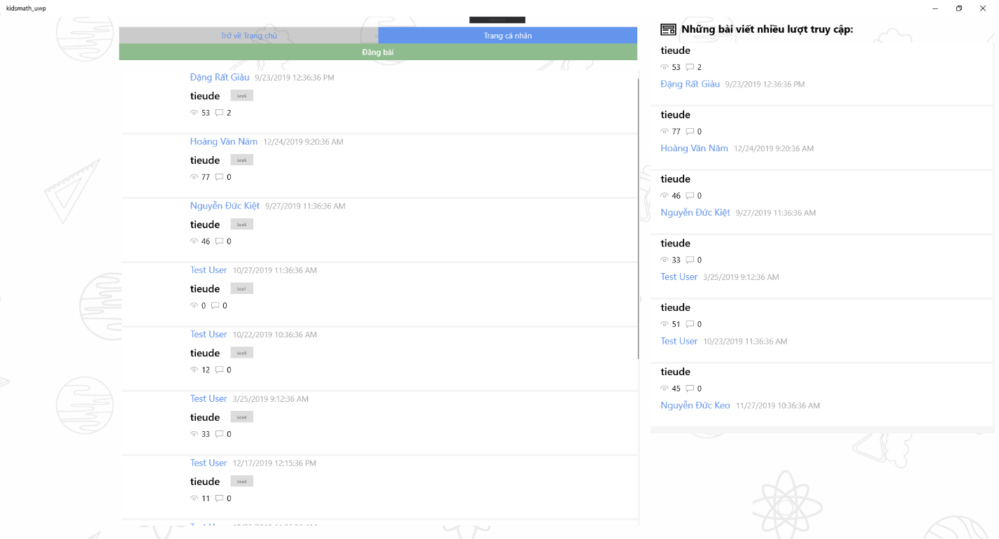 kidsmath_uwp
Trở về Trang chủ
Trang cá nhân
Đăng bài
Đặng Rất Giàu 9/23/2019 12:36:36 PM
tieude Lop5
53 2
Hoàng Văn Năm 12/24/2019 9:20:36 AM
tieude Lop5
77 0
Nguyễn Đức Kiệt 9/27/2019 11:36:36 AM
tieude Lop5
46 0
Test User 10/27/2019 11:36:36 AM
tieude Lop1
0 0
Test User 10/22/2019 10:36:36 AM
tieude Lop5
12 0
Test User 3/25/2019 9:12:36 AM
tieude Lop4
33 0
Test User 12/17/2019 12:15:36 PM
tieude Lop3
11 0
Những bài viết nhiều lượt truy cập:
tieude
53 2
Đặng Rất Giàu 9/23/2019 12:36:36 PM
tieude
77 0
Hoàng Văn Năm 12/24/2019 9:20:36 AM
tieude
46 0
Nguyễn Đức Kiệt 9/27/2019 11:36:36 AM
tieude
33 0
Test User 3/25/2019 9:12:36 AM
tieude
51 0
Test User 10/23/2019 11:36:36 AM
tieude
45 0
Nguyễn Đức Keo 11/27/2019 10:36:36 AM